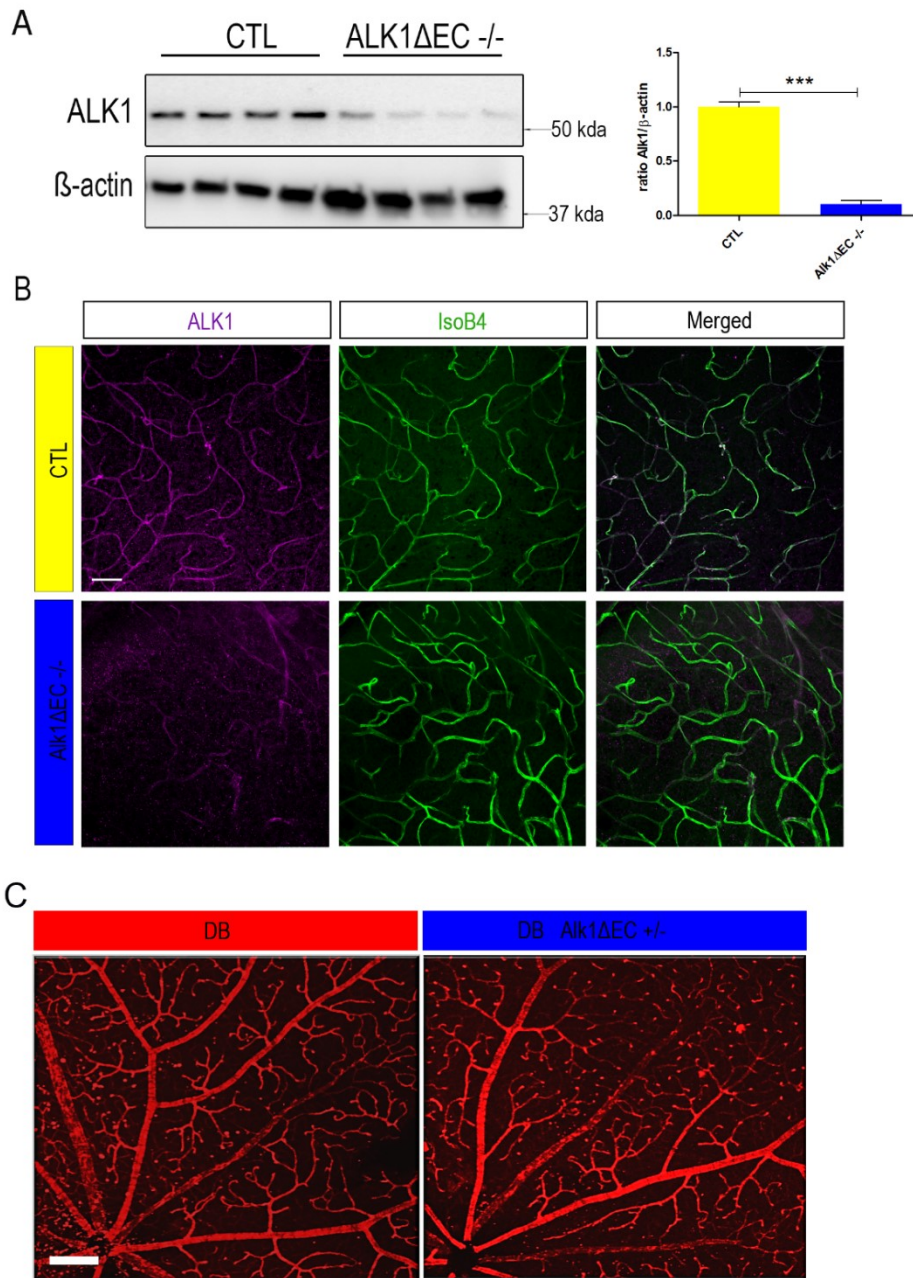 A
CTL
ALK1ΔEC -/-
ALK1
50 kda
ß-actin
37 kda
ratio Alk1/β-actin
1.5
1.0
0.5
0.0
***
CTL
Alk1ΔEC -/-
B
ALK1
IsoB4
Merged
CTL
Alk1ΔEC -/-
C
DB
DB Alk1ΔEC +/-